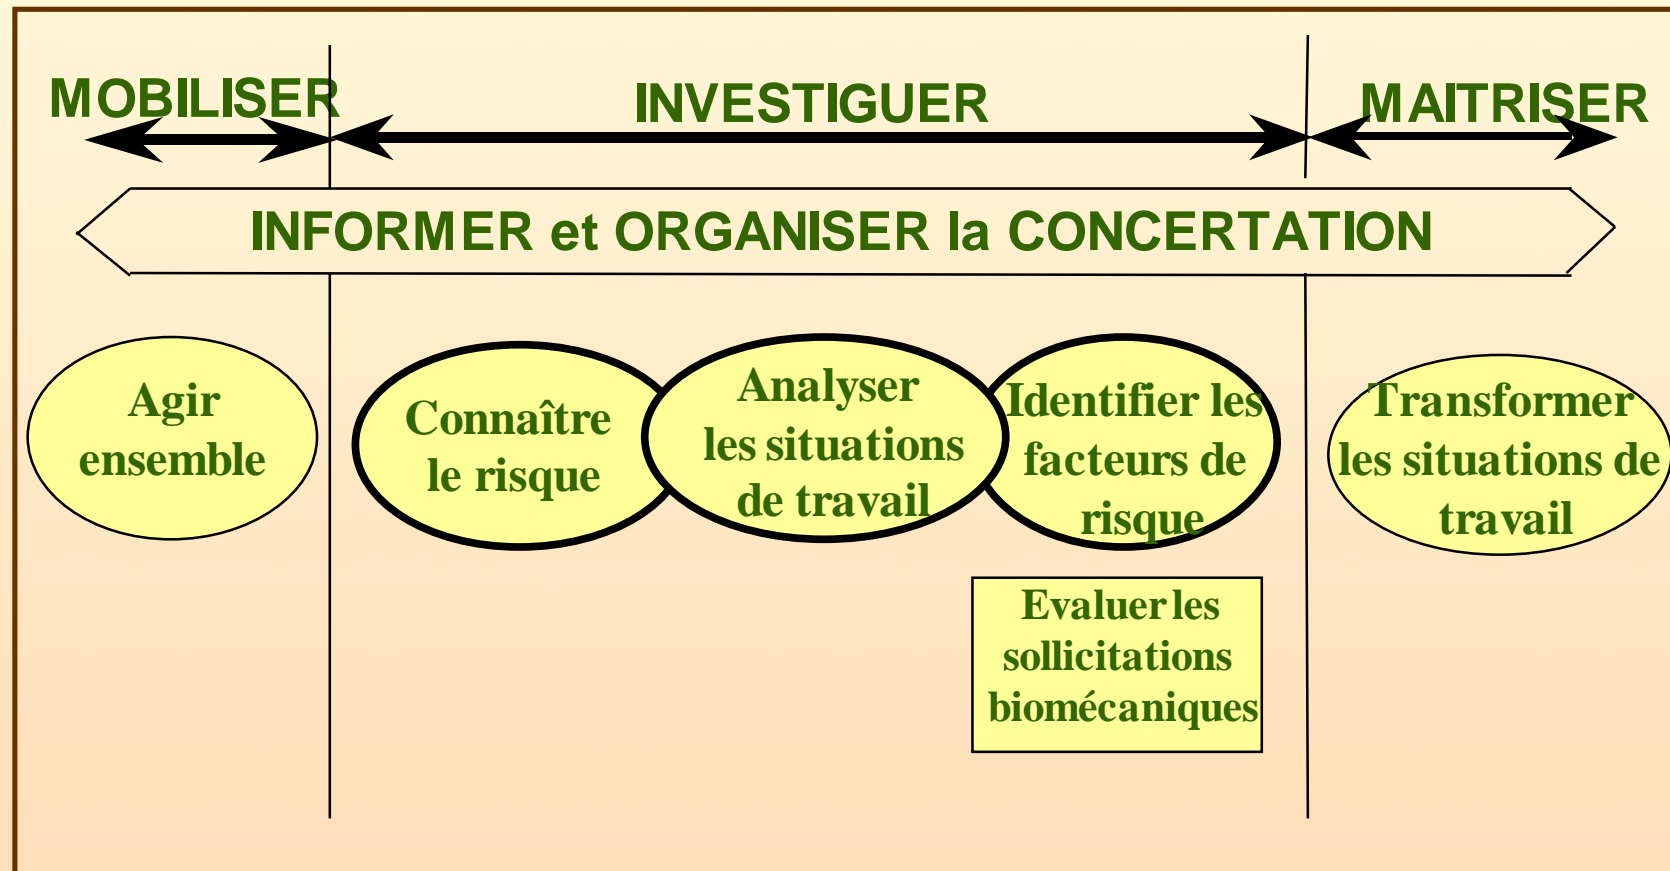 MOBILISER
INVESTIGUER
MAITRISER
INFORMER et ORGANISER la CONCERTATION
Agir
ensemble
Connaître
le risque
Analyser
les situations
de travail
Identifier les
facteurs de
risque
Transformer
les situations de
travail
Evaluer les
sollicitations
biomécaniques